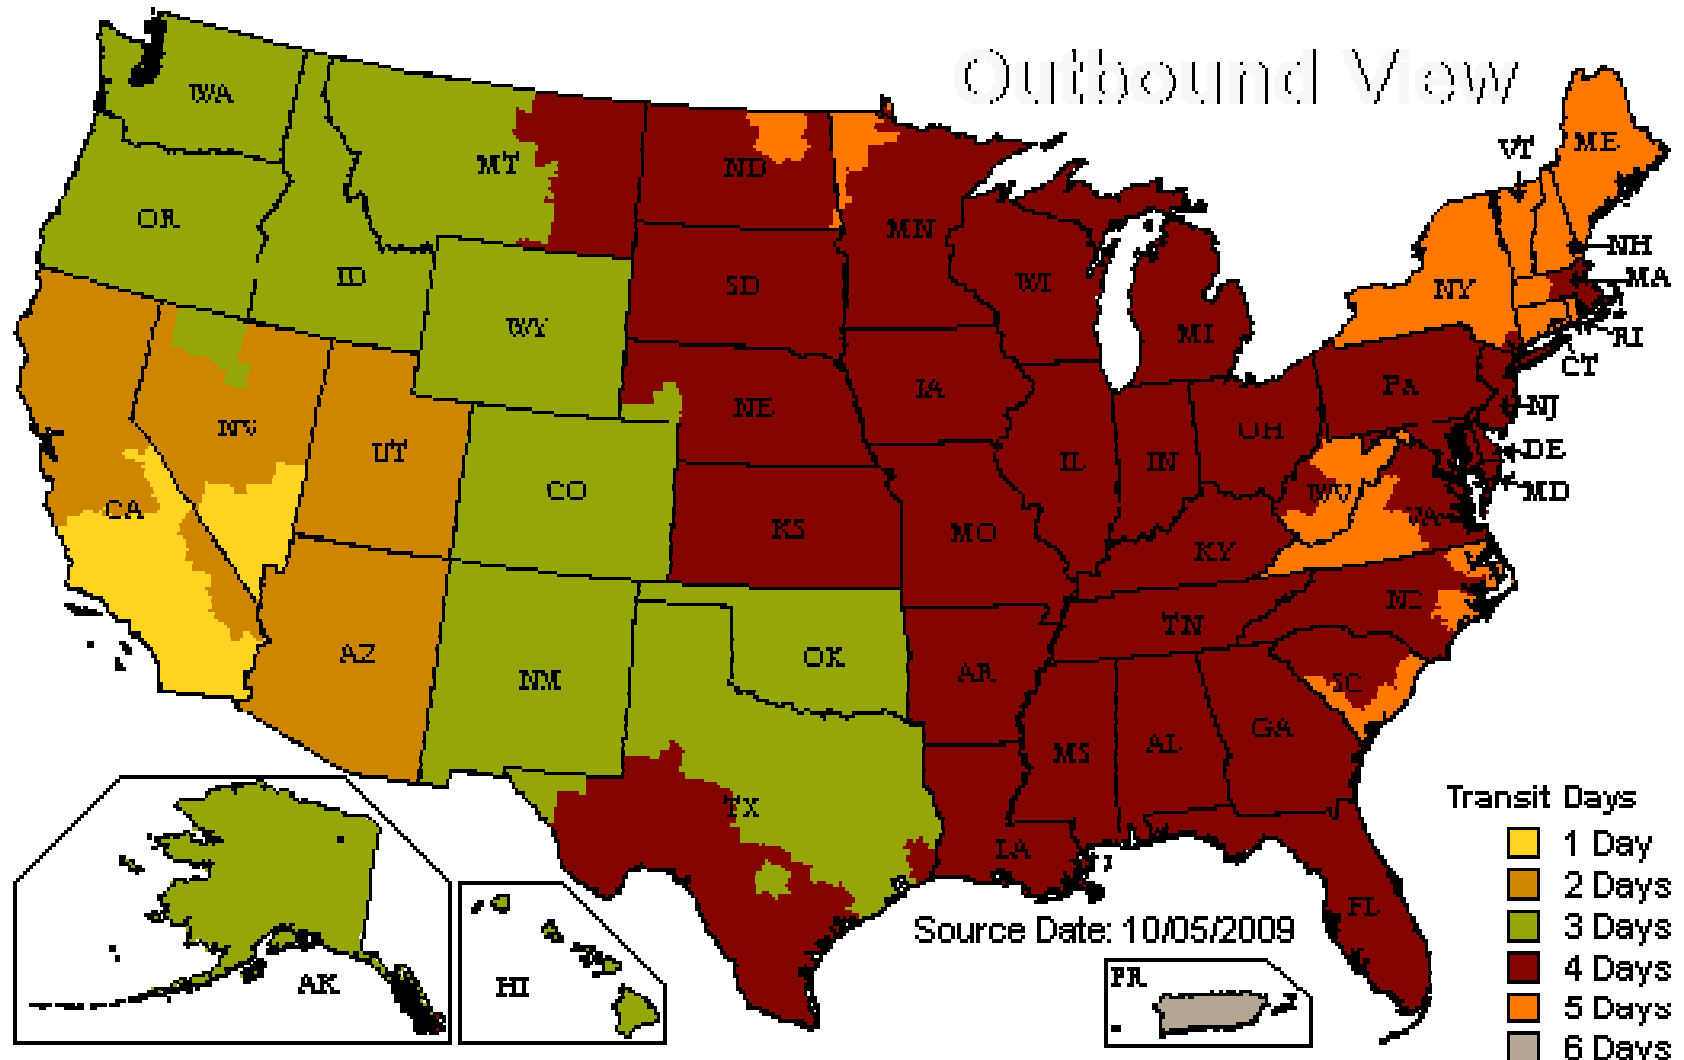 Outbound View
WA
MT
ND
MN
VT
ME
OR
ID
SD
WI
MI
NY
NH
MA
RI
CT
WY
IA
NE
PA
NJ
NV
UT
CO
IL
IN
OH
DE
MD
CA
KS
MO
WV
VA
KY
AZ
NM
OK
AR
TN
NC
SC
TX
LA
MS
AL
GA
FL
AK
HI
PR
Source Date: 10/05/2009
Transit Days
1 Day
2 Days
3 Days
4 Days
5 Days
6 Days